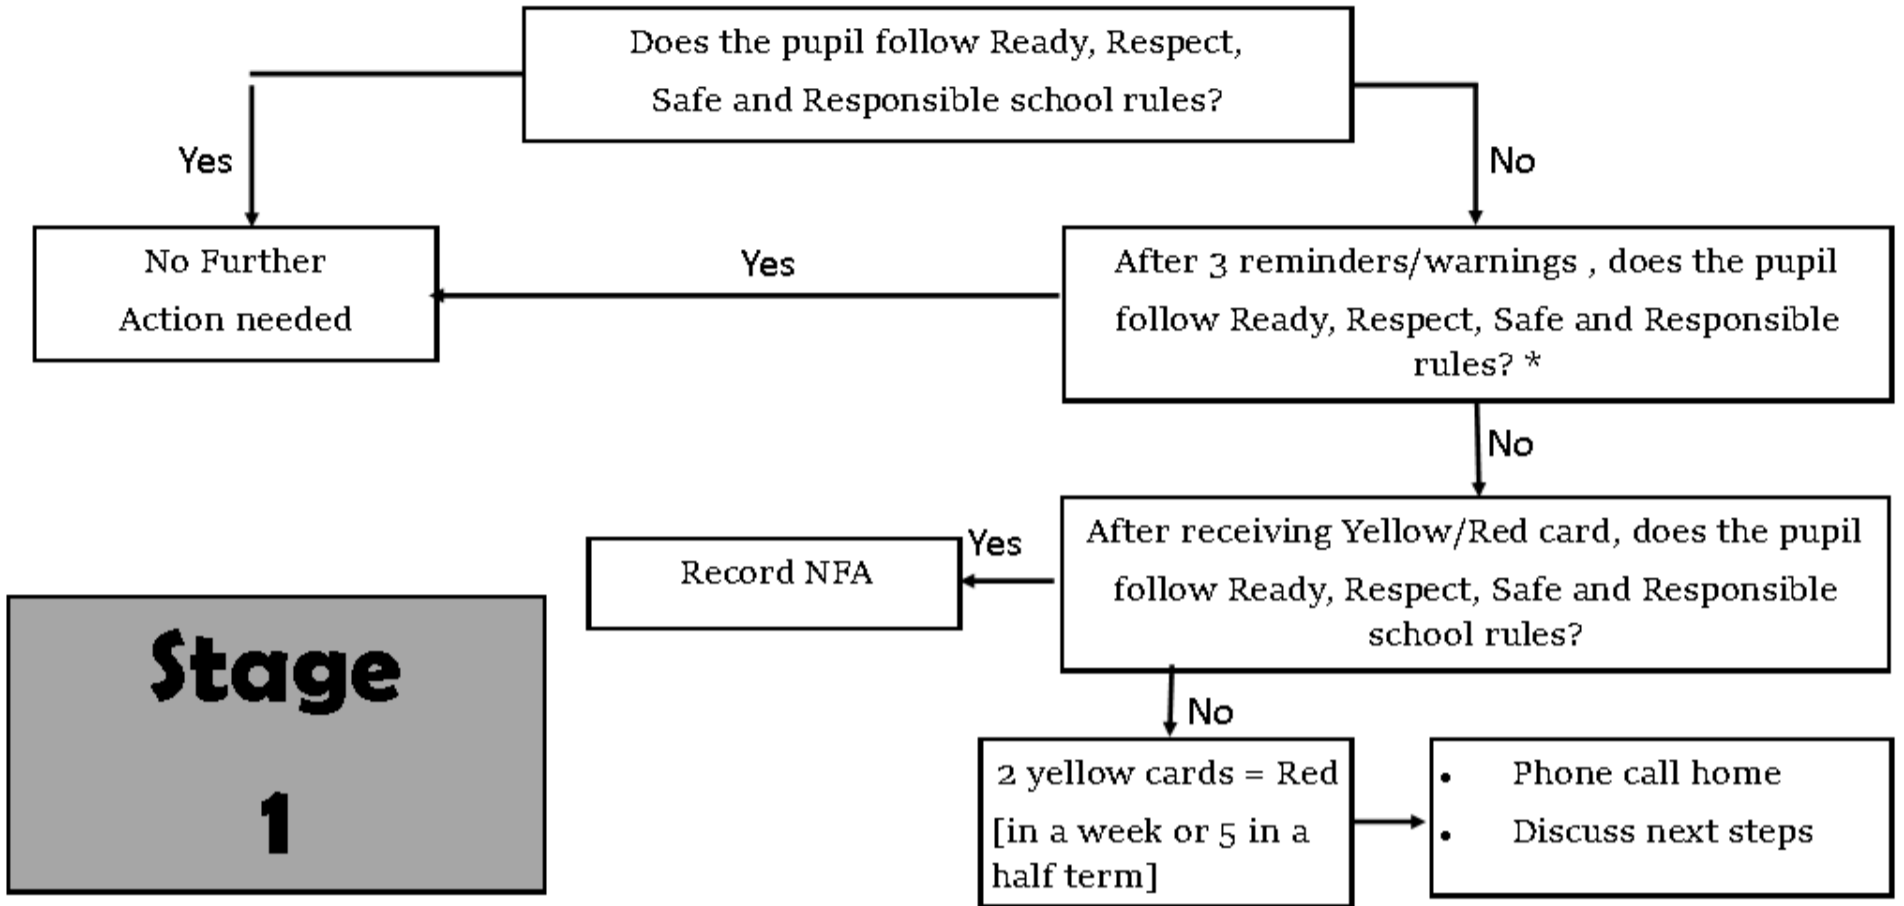 Does the pupil follow Ready, Respect,
Safe and Responsible school rules?
Yes
No
No Further
Action needed
Yes
After 3 reminders/warnings , does the pupil
follow Ready, Respect, Safe and Responsible
rules? *
No
Record NFA
Yes
After receiving Yellow/Red card, does the pupil
follow Ready, Respect, Safe and Responsible
school rules?
Stage
1
No
2 yellow cards = Red
[in a week or 5 in a
half term]
• Phone call home
• Discuss next steps